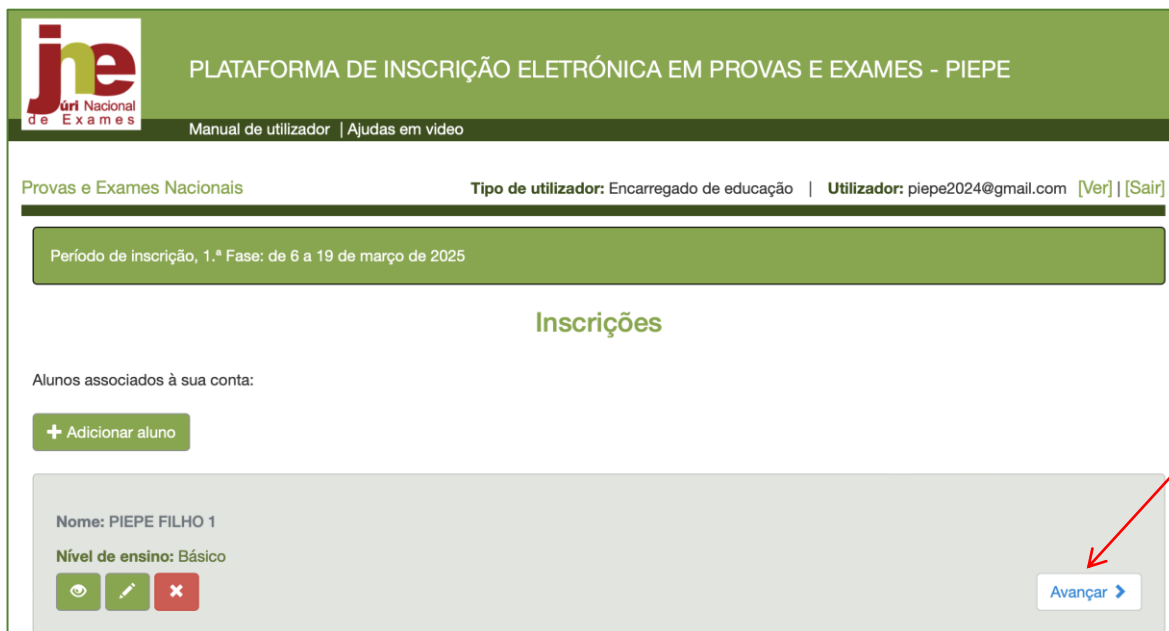 jne
Júri Nacional
de Exames
PLATAFORMA DE INSCRIÇÃO ELETRÓNICA EM PROVAS E EXAMES - PIEPE
Manual de utilizador | Ajudas em video
Provas e Exames Nacionais Tipo de utilizador: Encarregado de educação | Utilizador: piepe2024@gmail.com [Ver] | [Sair]
Período de inscrição, 1.ª Fase: de 6 a 19 de março de 2025
Inscrições
Alunos associados à sua conta:
Adicionar aluno
Nome: PIEPE FILHO 1
Nível de ensino: Básico
Avançar